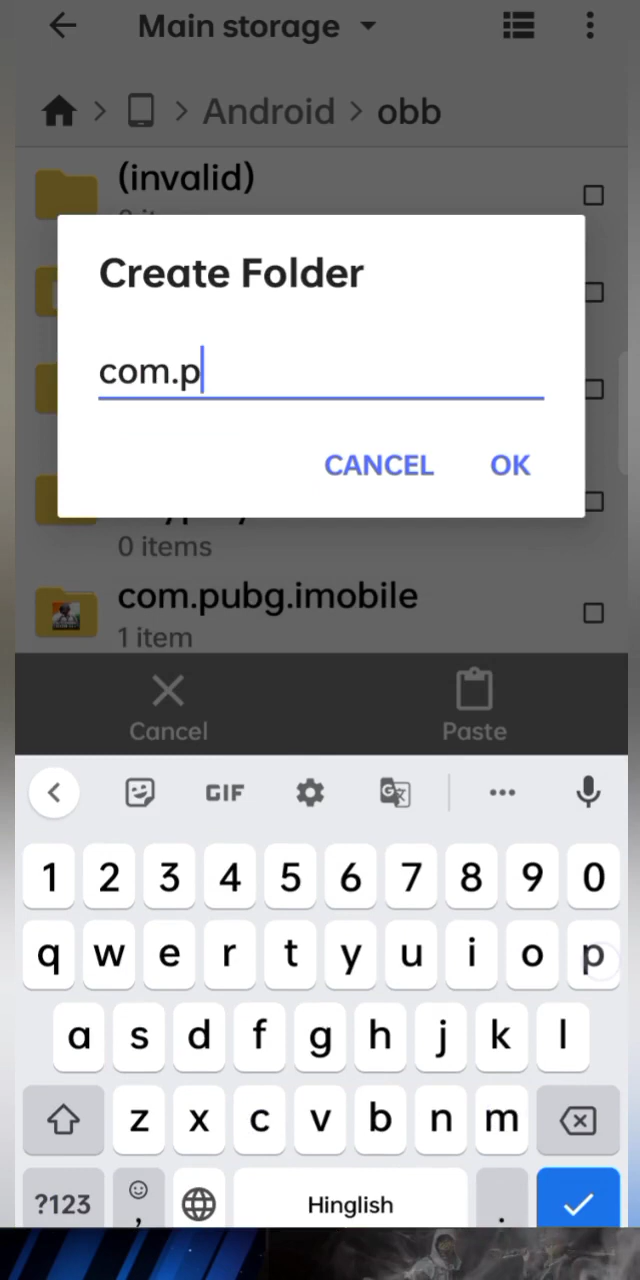 Main storage
Android > obb
(invalid)
Create Folder
com.p
CANCEL OK
0 items
com.pubg.imobile
1 item
Cancel Paste
GIF
1 2 3 4 5 6 7 8 9 0
q w e r t y u i o p
a s d f g h j k l
z x c v b n m
?123 , Hinglish .